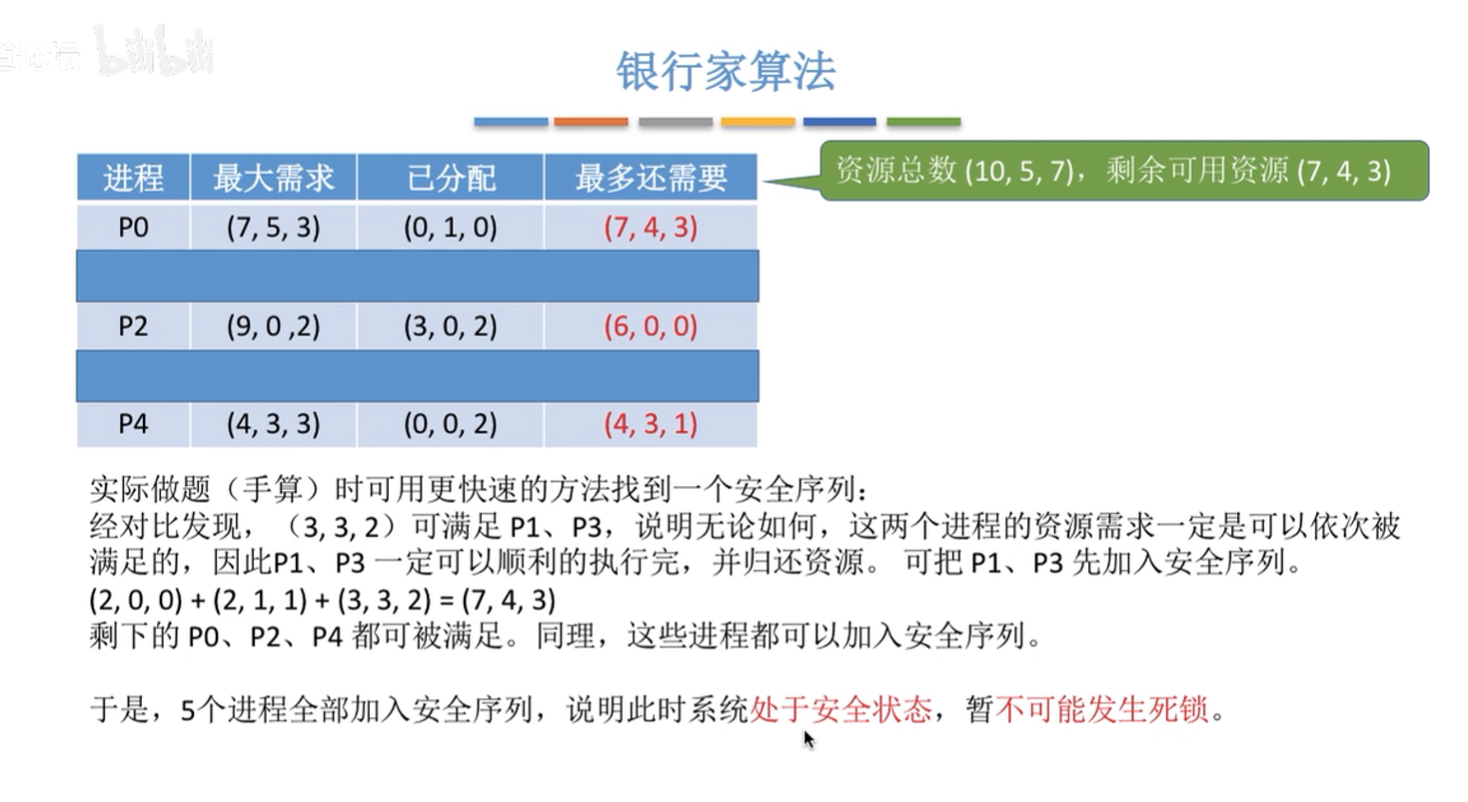 bilibili
银行家算法
资源总数 (10, 5, 7)，剩余可用资源 (7, 4, 3)
进程 最大需求 已分配 最多还需要
P0 (7, 5, 3) (0, 1, 0) (7, 4, 3)
P2 (9, 0 ,2) (3, 0, 2) (6, 0, 0)
P4 (4, 3, 3) (0, 0, 2) (4, 3, 1)
实际做题（手算）时可用更快速的方法找到一个安全序列：
经对比发现，（3, 3, 2）可满足 P1、P3，说明无论如何，这两个进程的资源需求一定是可以依次被
满足的，因此P1、P3 一定可以顺利的执行完，并归还资源。 可把 P1、P3 先加入安全序列。
(2, 0, 0) + (2, 1, 1) + (3, 3, 2) = (7, 4, 3)
剩下的 P0、P2、P4 都可被满足。同理，这些进程都可以加入安全序列。
于是，5个进程全部加入安全序列，说明此时系统处于安全状态，暂不可能发生死锁。